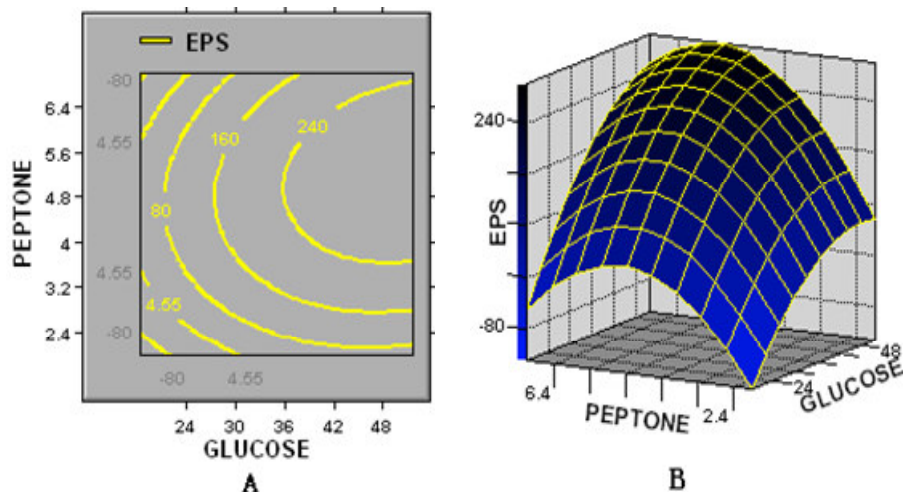 EPS
-80
6.4
4.55
240
160
5.6
PEPTONE
4.8
80
4
4.55
3.2
4.55
2.4
-80
-80 4.55
24 30 36 42 48
GLUCOSE
A
240
EPS
-80
6.4
PEPTONE
2.4
24
GLUCOSE
48
B